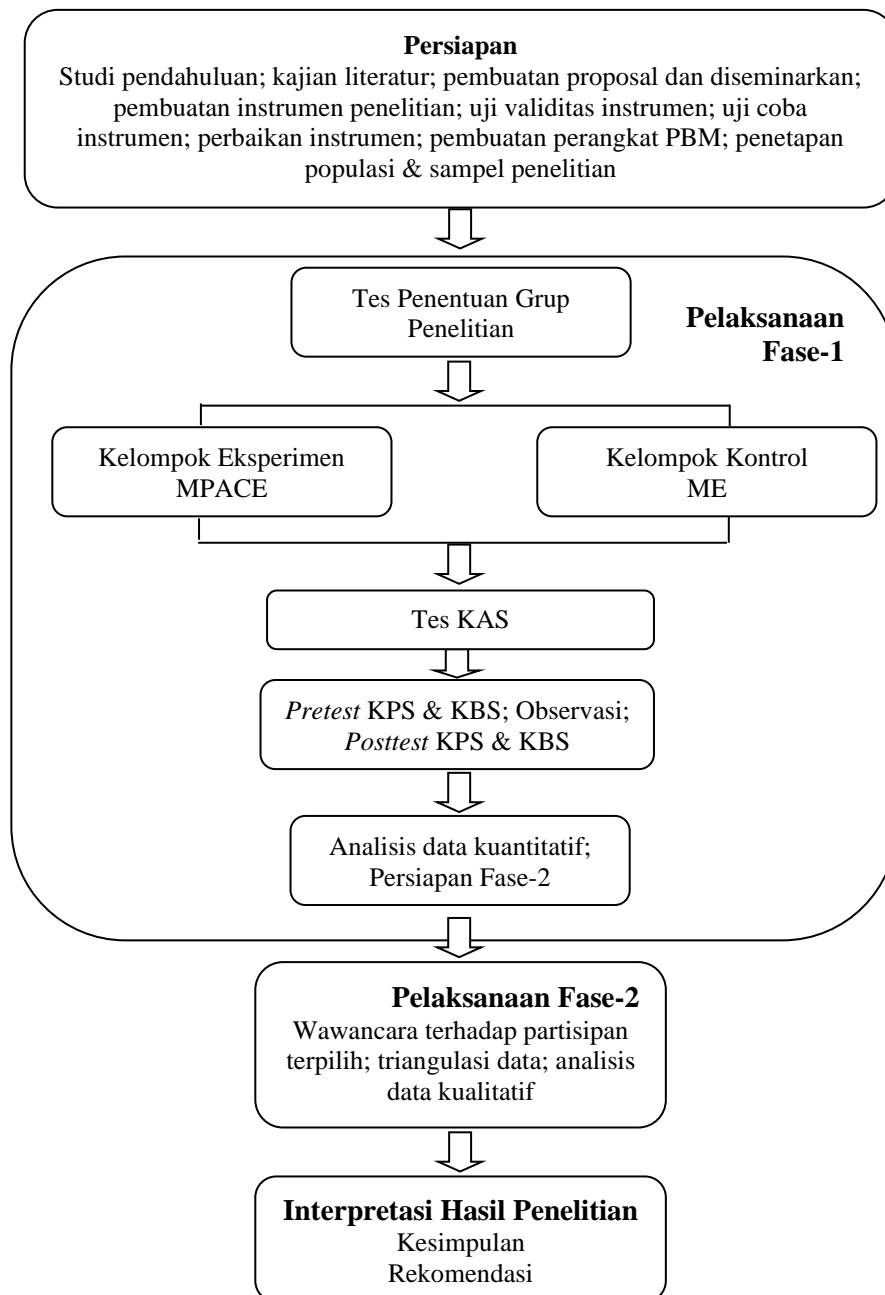 Persiapan
Studi pendahuluan; kajian literatur; pembuatan proposal dan diseminarkan;
pembuatan instrumen penelitian; uji validitas instrumen; uji coba
instrumen; perbaikan instrumen; pembuatan perangkat PBM; penetapan
populasi & sampel penelitian
Tes Penentuan Grup
Penelitian
Pelaksanaan
Fase-1
Kelompok Eksperimen
MPACE
Kelompok Kontrol
ME
Tes KAS
Pretest KPS & KBS; Observasi;
Posttest KPS & KBS
Analisis data kuantitatif;
Persiapan Fase-2
Pelaksanaan Fase-2
Wawancara terhadap partisipan
terpilih; triangulasi data; analisis
data kualitatif
Interpretasi Hasil Penelitian
Kesimpulan
Rekomendasi